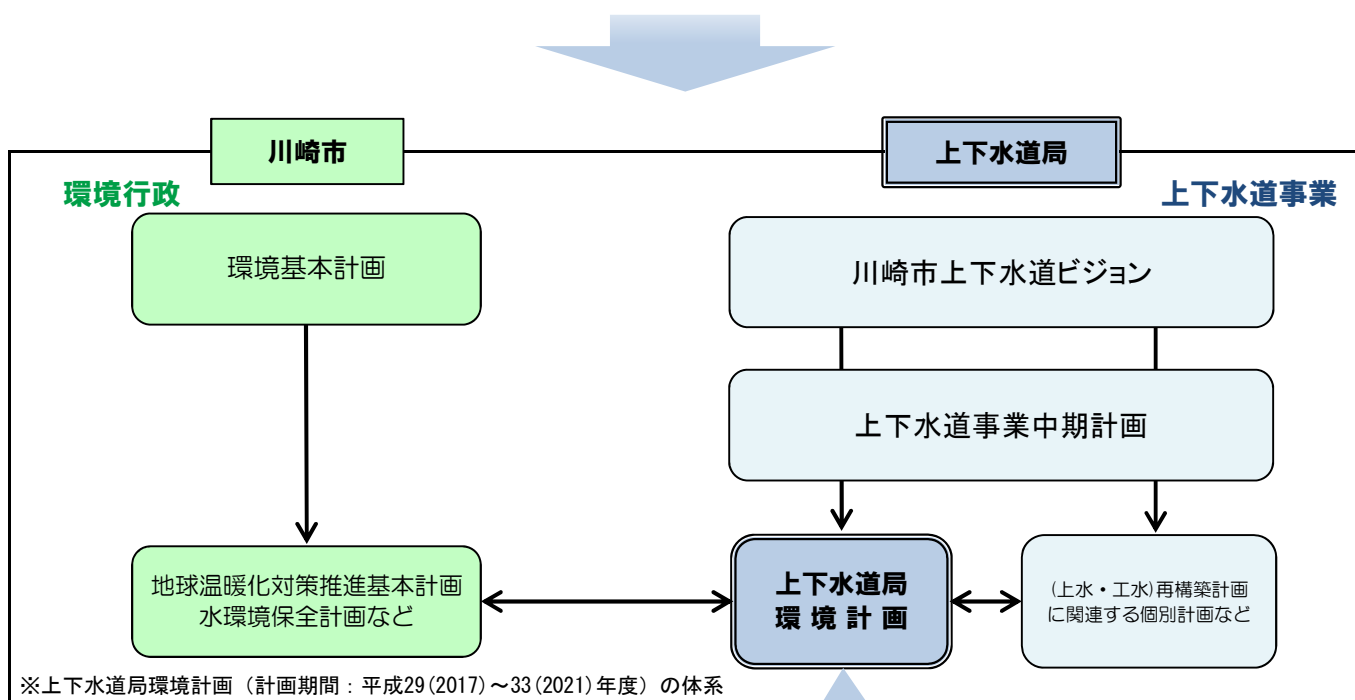 川崎市
上下水道局
環境行政
上下水道事業
環境基本計画
川崎市上下水道ビジョン
上下水道事業中期計画
地球温暖化対策推進基本計画
水環境保全計画など
上下水道局
環境計画
(上水・工水)再構築計画
に関連する個別計画など
※上下水道局環境計画（計画期間：平成29(2017)～33(2021)年度）の体系